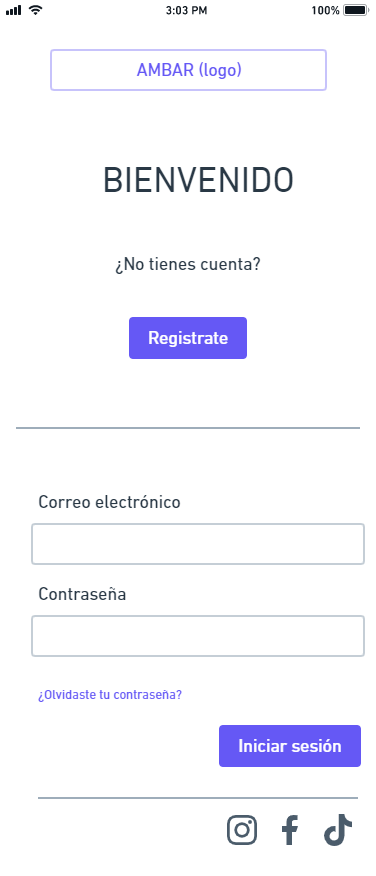 3:03 PM 100%
AMBAR (logo)
BIENVENIDO
¿No tienes cuenta?
Registrate
Correo electrónico
Contraseña
¿Olvidaste tu contraseña?
Iniciar sesión